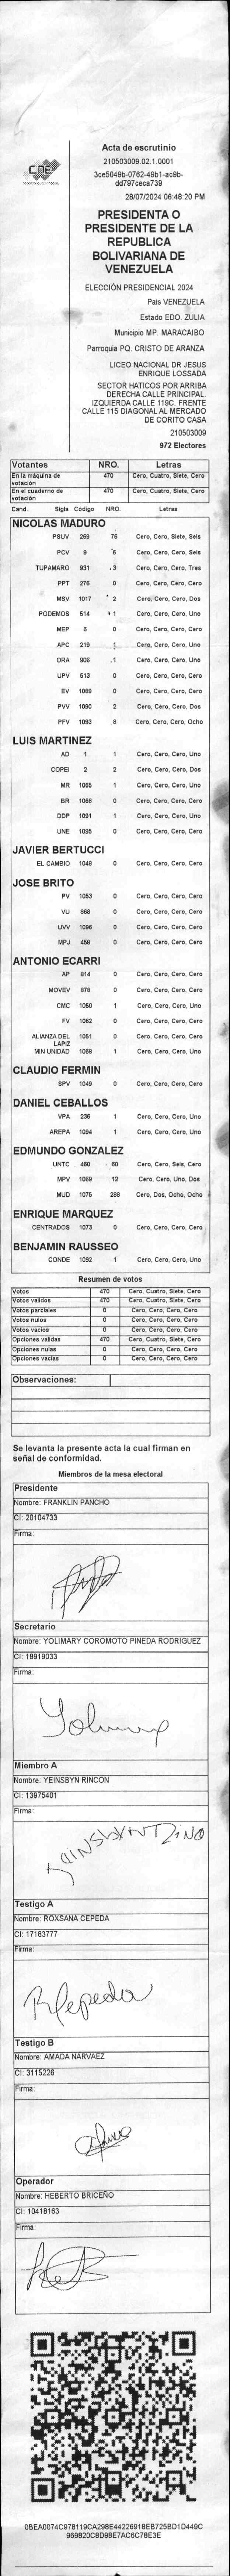 CNE
Acta de escrutinio
210503009.02.1.0001
3ce5049b-0762-49b1-ac9b-
dd797ceca739
28/07/2024 06:48:20 PM
PRESIDENTA O
PRESIDENTE DE LA
REPUBLICA
BOLIVARIANA DE
VENEZUELA
ELECCIÓN PRESIDENCIAL 2024
País VENEZUELA
Estado EDO. ZULIA
Municipio MP. MARACAIBO
Parroquia PQ. CRISTO DE ARANZA
LICEO NACIONAL DR JESUS
ENRIQUE LOSSADA
SECTOR HATICOS POR ARRIBA
DERECHA CALLE PRINCIPAL.
IZQUIERDA CALLE 119C. FRENTE
CALLE 115 DIAGONAL AL MERCADO
DE CORITO CASA
210503009
972 Electores
Votantes NRO. Letras
En la máquina de votación 470 Cero, Cuatro, Siete, Cero
En el cuaderno de votación 470 Cero, Cuatro, Siete, Cero
Cand. Sigla Código NRO. Letras
NICOLAS MADURO
PSUV 269 76 Cero, Cero, Siete, Seis
PCV 9 6 Cero, Cero, Cero, Seis
TUPAMARO 931 3 Cero, Cero, Cero, Tres
PPT 276 0 Cero, Cero, Cero, Cero
MSV 1017 2 Cero, Cero, Cero, Dos
PODEMOS 514 1 Cero, Cero, Cero, Uno
MEP 6 0 Cero, Cero, Cero, Cero
APC 219 1 Cero, Cero, Cero, Uno
ORA 906 1 Cero, Cero, Cero, Uno
UPV 513 0 Cero, Cero, Cero, Cero
EV 1089 0 Cero, Cero, Cero, Cero
PVV 1090 2 Cero, Cero, Cero, Dos
PFV 1093 8 Cero, Cero, Cero, Ocho
LUIS MARTINEZ
AD 1 1 Cero, Cero, Cero, Uno
COPEI 2 2 Cero, Cero, Cero, Dos
MR 1065 1 Cero, Cero, Cero, Uno
BR 1066 0 Cero, Cero, Cero, Cero
DDP 1091 1 Cero, Cero, Cero, Uno
UNE 1095 0 Cero, Cero, Cero, Cero
JAVIER BERTUCCI
EL CAMBIO 1048 0 Cero, Cero, Cero, Cero
JOSE BRITO
PV 1053 0 Cero, Cero, Cero, Cero
VU 868 0 Cero, Cero, Cero, Cero
UVV 1096 0 Cero, Cero, Cero, Cero
MPJ 458 0 Cero, Cero, Cero, Cero
ANTONIO ECARRI
AP 814 0 Cero, Cero, Cero, Cero
MOVEV 878 0 Cero, Cero, Cero, Cero
CMC 1050 1 Cero, Cero, Cero, Uno
FV 1062 0 Cero, Cero, Cero, Cero
ALIANZA DEL LAPIZ 1051 0 Cero, Cero, Cero, Cero
MIN UNIDAD 1068 1 Cero, Cero, Cero, Uno
CLAUDIO FERMIN
SPV 1049 0 Cero, Cero, Cero, Cero
DANIEL CEBALLOS
VPA 236 1 Cero, Cero, Cero, Uno
AREPA 1094 1 Cero, Cero, Cero, Uno
EDMUNDO GONZALEZ
UNTC 460 60 Cero, Cero, Seis, Cero
MPV 1069 12 Cero, Cero, Uno, Dos
MUD 1075 288 Cero, Dos, Ocho, Ocho
ENRIQUE MARQUEZ
CENTRADOS 1073 0 Cero, Cero, Cero, Cero
BENJAMIN RAUSSEO
CONDE 1092 1 Cero, Cero, Cero, Uno
Resumen de votos
Votos 470 Cero, Cuatro, Siete, Cero
Votos validos 470 Cero, Cuatro, Siete, Cero
Votos parciales 0 Cero, Cero, Cero, Cero
Votos nulos 0 Cero, Cero, Cero, Cero
Votos vacios 0 Cero, Cero, Cero, Cero
Opciones validas 470 Cero, Cuatro, Siete, Cero
Opciones nulas 0 Cero, Cero, Cero, Cero
Opciones vacias 0 Cero, Cero, Cero, Cero
Observaciones:
Se levanta la presente acta la cual firman en
señal de conformidad.
Miembros de la mesa electoral
Presidente
Nombre: FRANKLIN PANCHO
CI: 20104733
Firma:
Secretario
Nombre: YOLIMARY COROMOTO PINEDA RODRIGUEZ
CI: 18919033
Firma:
Miembro A
Nombre: YEINSBYN RINCON
CI: 13975401
Firma:
Testigo A
Nombre: ROXSANA CEPEDA
CI: 17183777
Firma:
RCepeda
Testigo B
Nombre: AMADA NARVAEZ
CI: 3115226
Firma:
Operador
Nombre: HEBERTO BRICEÑO
CI: 10418163
Firma:
0BEA0074C978119CA298E44226918EB725BD1D449C
969820C8D98E7AC6C78E3E